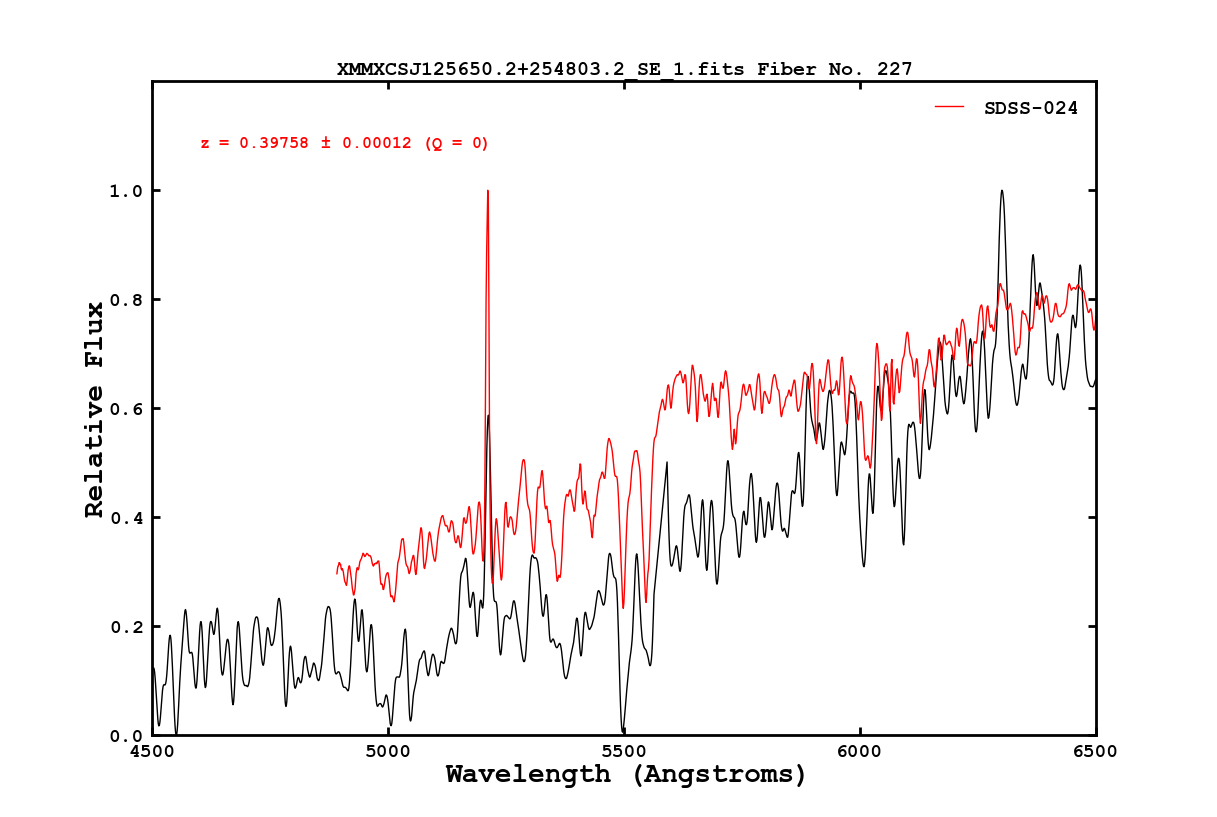 XMMXCSJ125650.2+254803.2_SE_1.fits Fiber No. 227
SDSS-024
z = 0.39758 ± 0.00012 (Q = 0)
1.0
0.8
0.6
0.4
0.2
0.0
Relative Flux
4500 5000 5500 6000 6500
Wavelength (Angstroms)